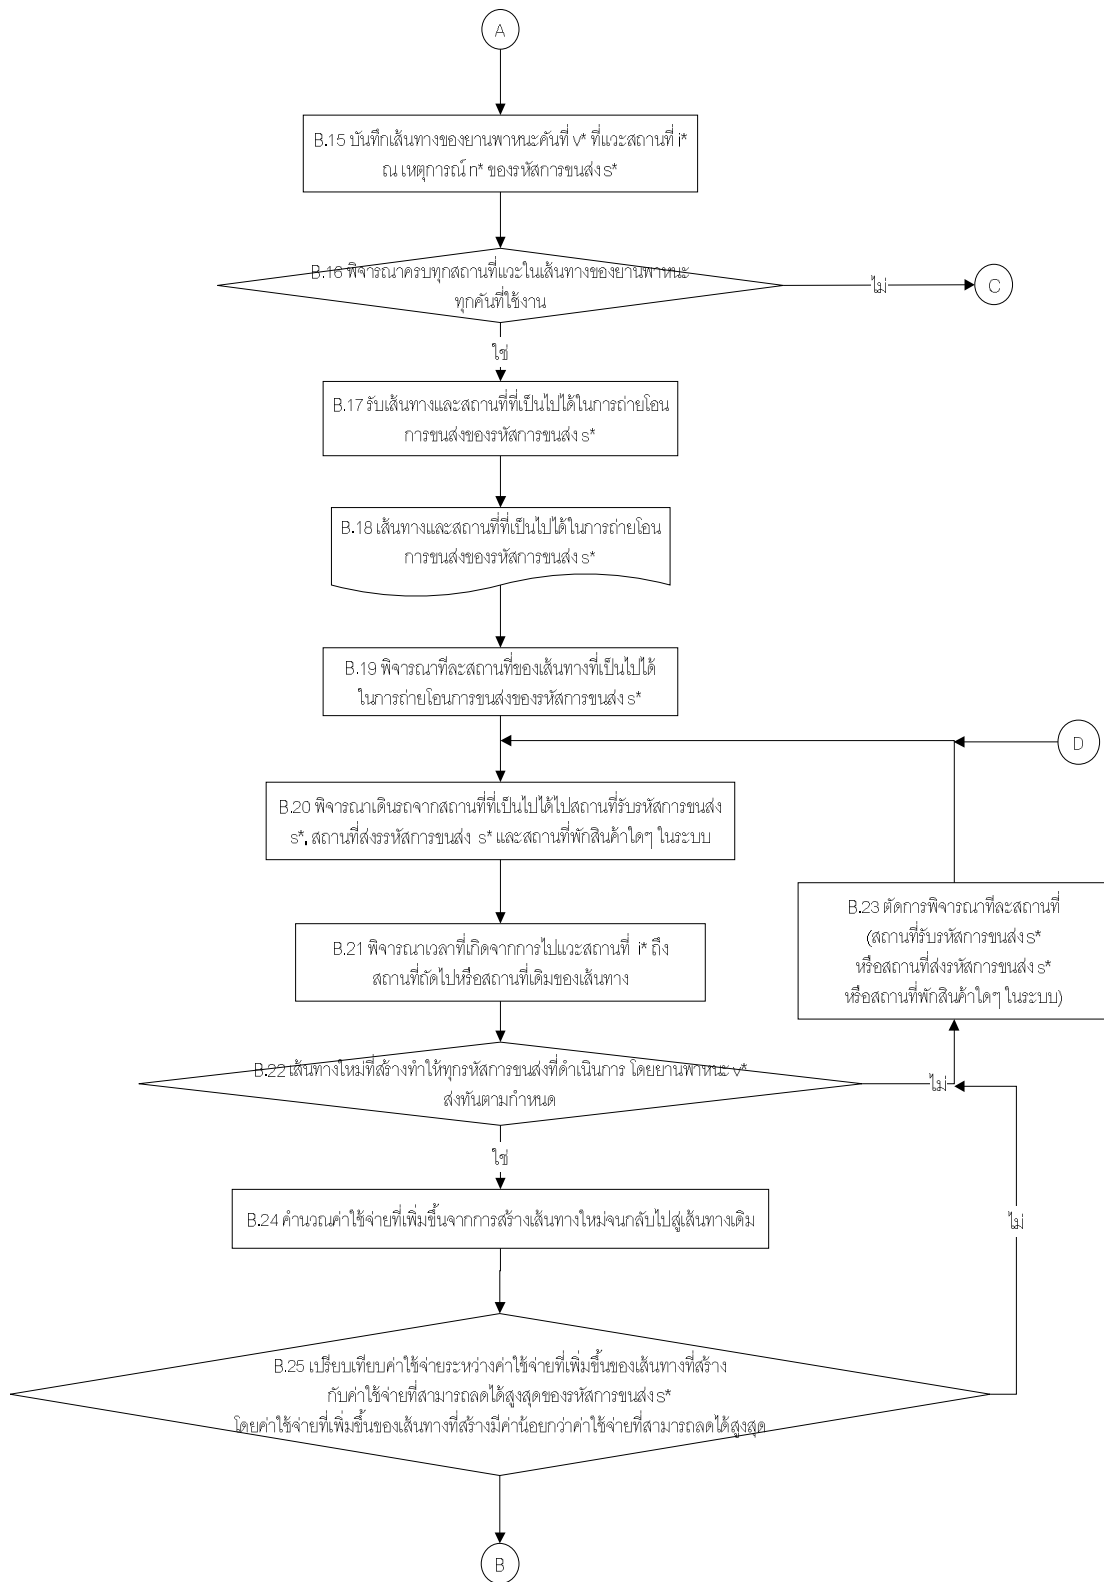 A
B.15 บันทึกเส้นทางของยานพาหนะคันที่ v* ที่แวะสถานที่ i*
ณ เหตุการณ์ n* ของรหัสการขนส่ง s*
B.16 พิจารณาครบทุกสถานที่แวะในเส้นทางของยานพาหนะ
ทุกคันที่ใช้งาน
ไม่
C
ใช่
B.17 รับเส้นทางและสถานที่ที่เป็นไปได้ในการถ่ายโอน
การขนส่งของรหัสการขนส่ง s*
B.18 เส้นทางและสถานที่ที่เป็นไปได้ในการถ่ายโอน
การขนส่งของรหัสการขนส่ง s*
B.19 พิจารณาทีละสถานที่ของเส้นทางที่เป็นไปได้
ในการถ่ายโอนการขนส่งของรหัสการขนส่ง s*
D
B.20 พิจารณาเดินรถจากสถานที่ที่เป็นไปได้ไปสถานที่รับรหัสการขนส่ง
s*, สถานที่ส่งรรหัสการขนส่ง s* และสถานที่พักสินค้าใดๆ ในระบบ
B.23 ตัดการพิจารณาทีละสถานที่
(สถานที่รับรหัสการขนส่ง s*
หรือสถานที่ส่งรหัสการขนส่ง s*
หรือสถานที่พักสินค้าใดๆ ในระบบ)
B.21 พิจารณาเวลาที่เกิดจากการไปแวะสถานที่ i* ถึง
สถานที่ถัดไปหรือสถานที่เดิมของเส้นทาง
B.22 เส้นทางใหม่ที่สร้างทำให้ทุกรหัสการขนส่งที่ดำเนินการ โดยยานพาหนะ v*
ส่งทันตามกำหนด
ไม่
ใช่
B.24 คำนวณค่าใช้จ่ายที่เพิ่มขึ้นจากการสร้างเส้นทางใหม่จนกลับไปสู่เส้นทางเดิม
ไม่
B.25 เปรียบเทียบค่าใช้จ่ายระหว่างค่าใช้จ่ายที่เพิ่มขึ้นของเส้นทางที่สร้าง
กับค่าใช้จ่ายที่สามารถลดได้สูงสุดของรหัสการขนส่ง s*
โดยค่าใช้จ่ายที่เพิ่มขึ้นของเส้นทางที่สร้างมีค่าน้อยกว่าค่าใช้จ่ายที่สามารถลดได้สูงสุด
B